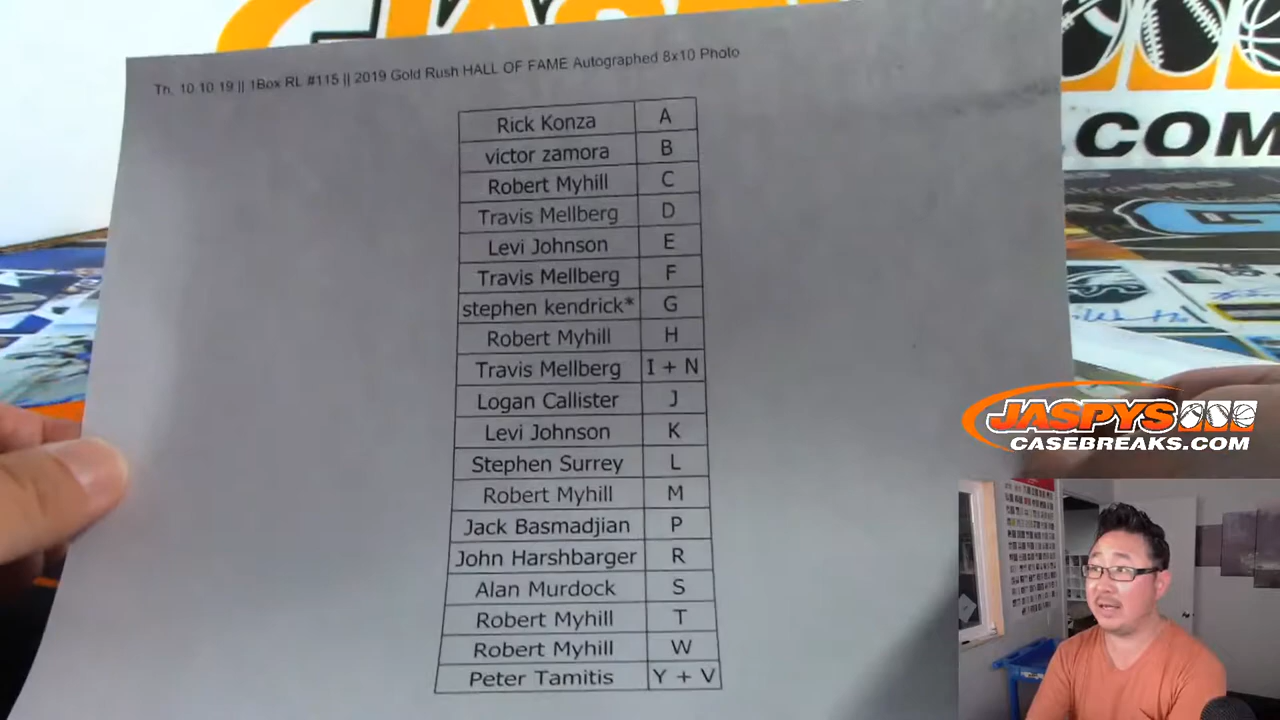 Th. 10 10 19 || 1Box RL #115 || 2019 Gold Rush HALL OF FAME Autographed 8x10 Photo
Rick Konza A
victor zamora B
Robert Myhill C
Travis Mellberg D
Levi Johnson E
Travis Mellberg F
stephen kendrick* G
Robert Myhill H
Travis Mellberg I + N
Logan Callister J
Levi Johnson K
Stephen Surrey L
Robert Myhill M
Jack Basmadjian P
John Harshbarger R
Alan Murdock S
Robert Myhill T
Robert Myhill W
Peter Tamitis Y + V
.COM
JASPYS
CASEBREAKS.COM